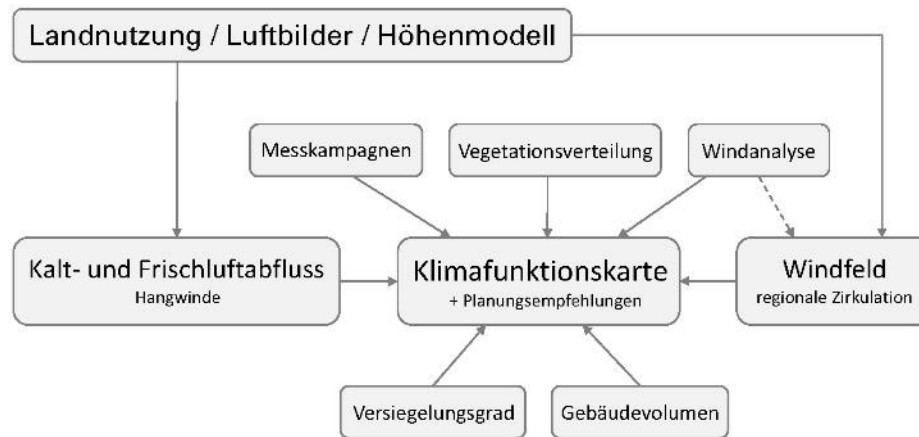 Landnutzung / Luftbilder / Höhenmodell
Messkampagnen
Vegetationsverteilung
Windanalyse
Kalt- und Frischluftabfluss
Hangwinde
Klimafunktionskarte
+ Planungsempfehlungen
Windfeld
regionale Zirkulation
Versiegelungsgrad
Gebäudevolumen